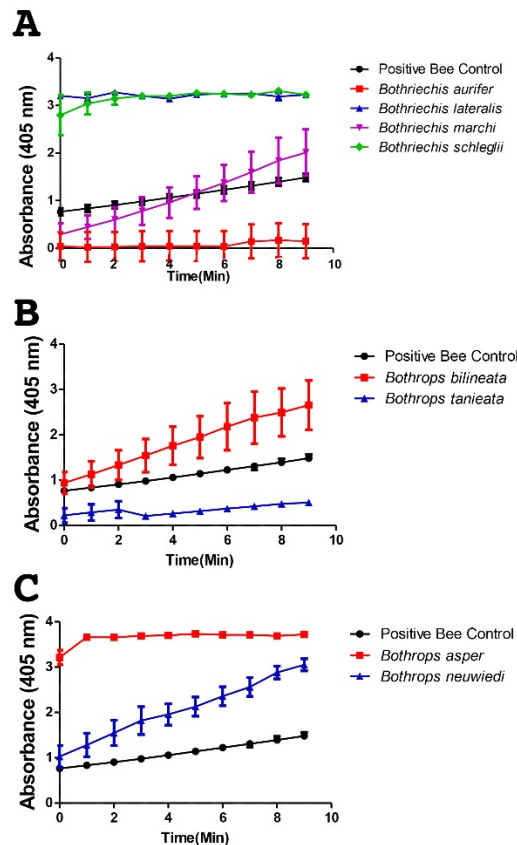 A
Absorbance (405 nm)
4
3
2
1
0
0 2 4 6 8 10
Time(Min)
Positive Bee Control
Bothriechis aurifer
Bothriechis lateralis
Bothriechis marchi
Bothriechis schleglii
B
Absorbance (405 nm)
4
3
2
1
0
0 2 4 6 8 10
Time(Min)
Positive Bee Control
Bothrops bilineata
Bothrops tanieata
C
Absorbance (405 nm)
4
3
2
1
0
0 2 4 6 8 10
Time(Min)
Positive Bee Control
Bothrops asper
Bothrops neuwiedi